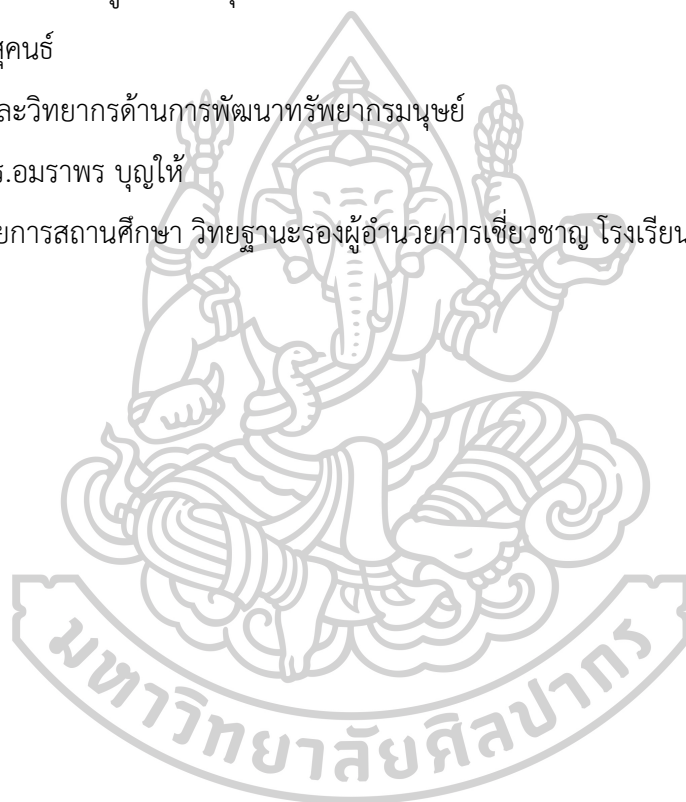 สุคนธ์
ละวิทยากรด้านการพัฒนาทรัพยากรมนุษย์
ร.อมราพร บุญให้
ยการสถานศึกษา วิทยฐานะรองผู้อำนวยการเชี่ยวชาญ โรงเรียน
มหาวิทยาลัยศิลปากร